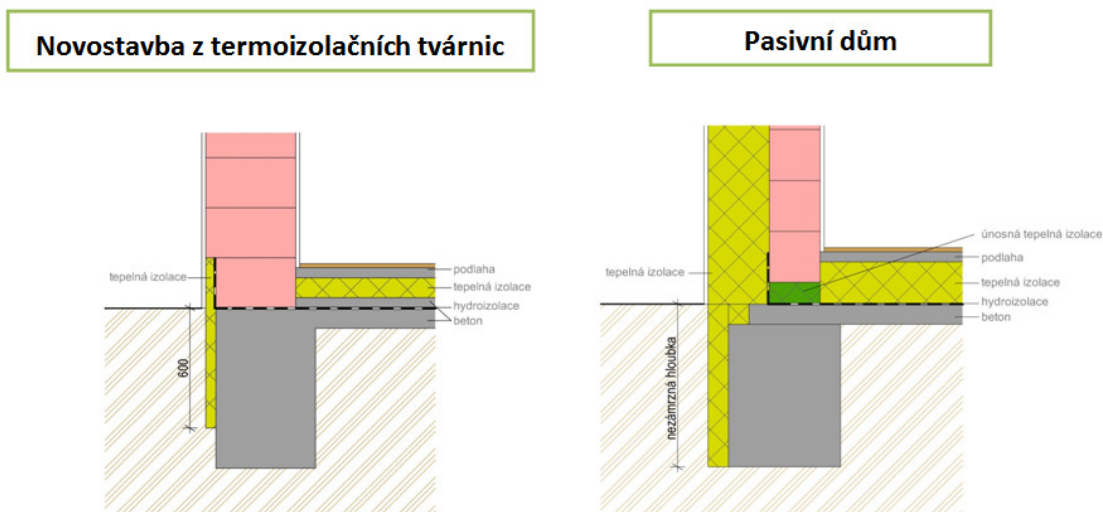 Novostavba z termoizolačních tvárnic
Pasivní dům
tepelná izolace
podlaha
tepelná izolace
hydroizolace
beton
600
tepelná izolace
únosná tepelná izolace
podlaha
tepelná izolace
hydroizolace
beton
nezámrzná hloubka